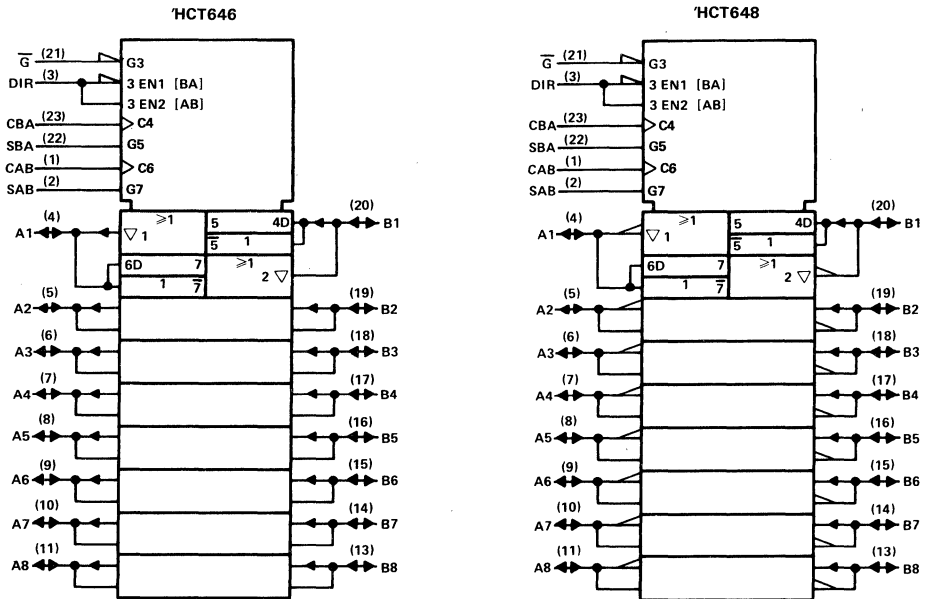 'HCT646
G̅ (21) G3
DIR (3) 3 EN1 [BA]
3 EN2 [AB]
CBA (23) C4
SBA (22) G5
CAB (1) C6
SAB (2) G7
A1 (4) ≥1 5 4D (20) B1
▽ 1 5̅ 1
6D 7 ≥1
1 7̅ 2 ▽
A2 (5) (19) B2
A3 (6) (18) B3
A4 (7) (17) B4
A5 (8) (16) B5
A6 (9) (15) B6
A7 (10) (14) B7
A8 (11) (13) B8
'HCT648
G̅ (21) G3
DIR (3) 3 EN1 [BA]
3 EN2 [AB]
CBA (23) C4
SBA (22) G5
CAB (1) C6
SAB (2) G7
A1 (4) ≥1 5 4D (20) B1
▽ 1 5̅ 1
6D 7 ≥1
1 7̅ 2 ▽
A2 (5) (19) B2
A3 (6) (18) B3
A4 (7) (17) B4
A5 (8) (16) B5
A6 (9) (15) B6
A7 (10) (14) B7
A8 (11) (13) B8